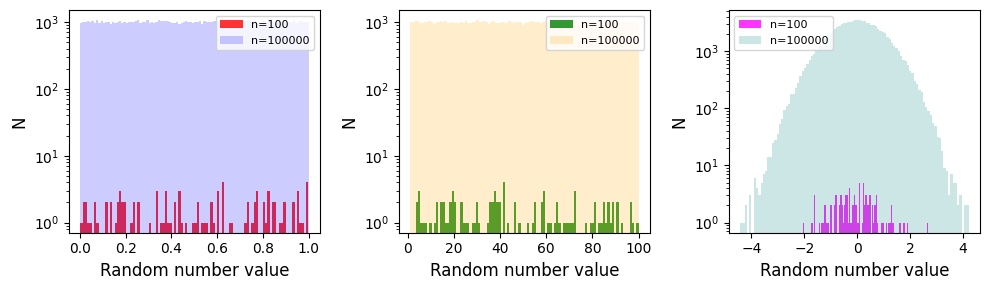 N
10³
10²
10¹
10⁰
n=100
n=100000
0.0 0.2 0.4 0.6 0.8 1.0
Random number value
N
10³
10²
10¹
10⁰
n=100
n=100000
0 20 40 60 80 100
Random number value
N
10³
10²
10¹
10⁰
n=100
n=100000
−4 −2 0 2 4
Random number value